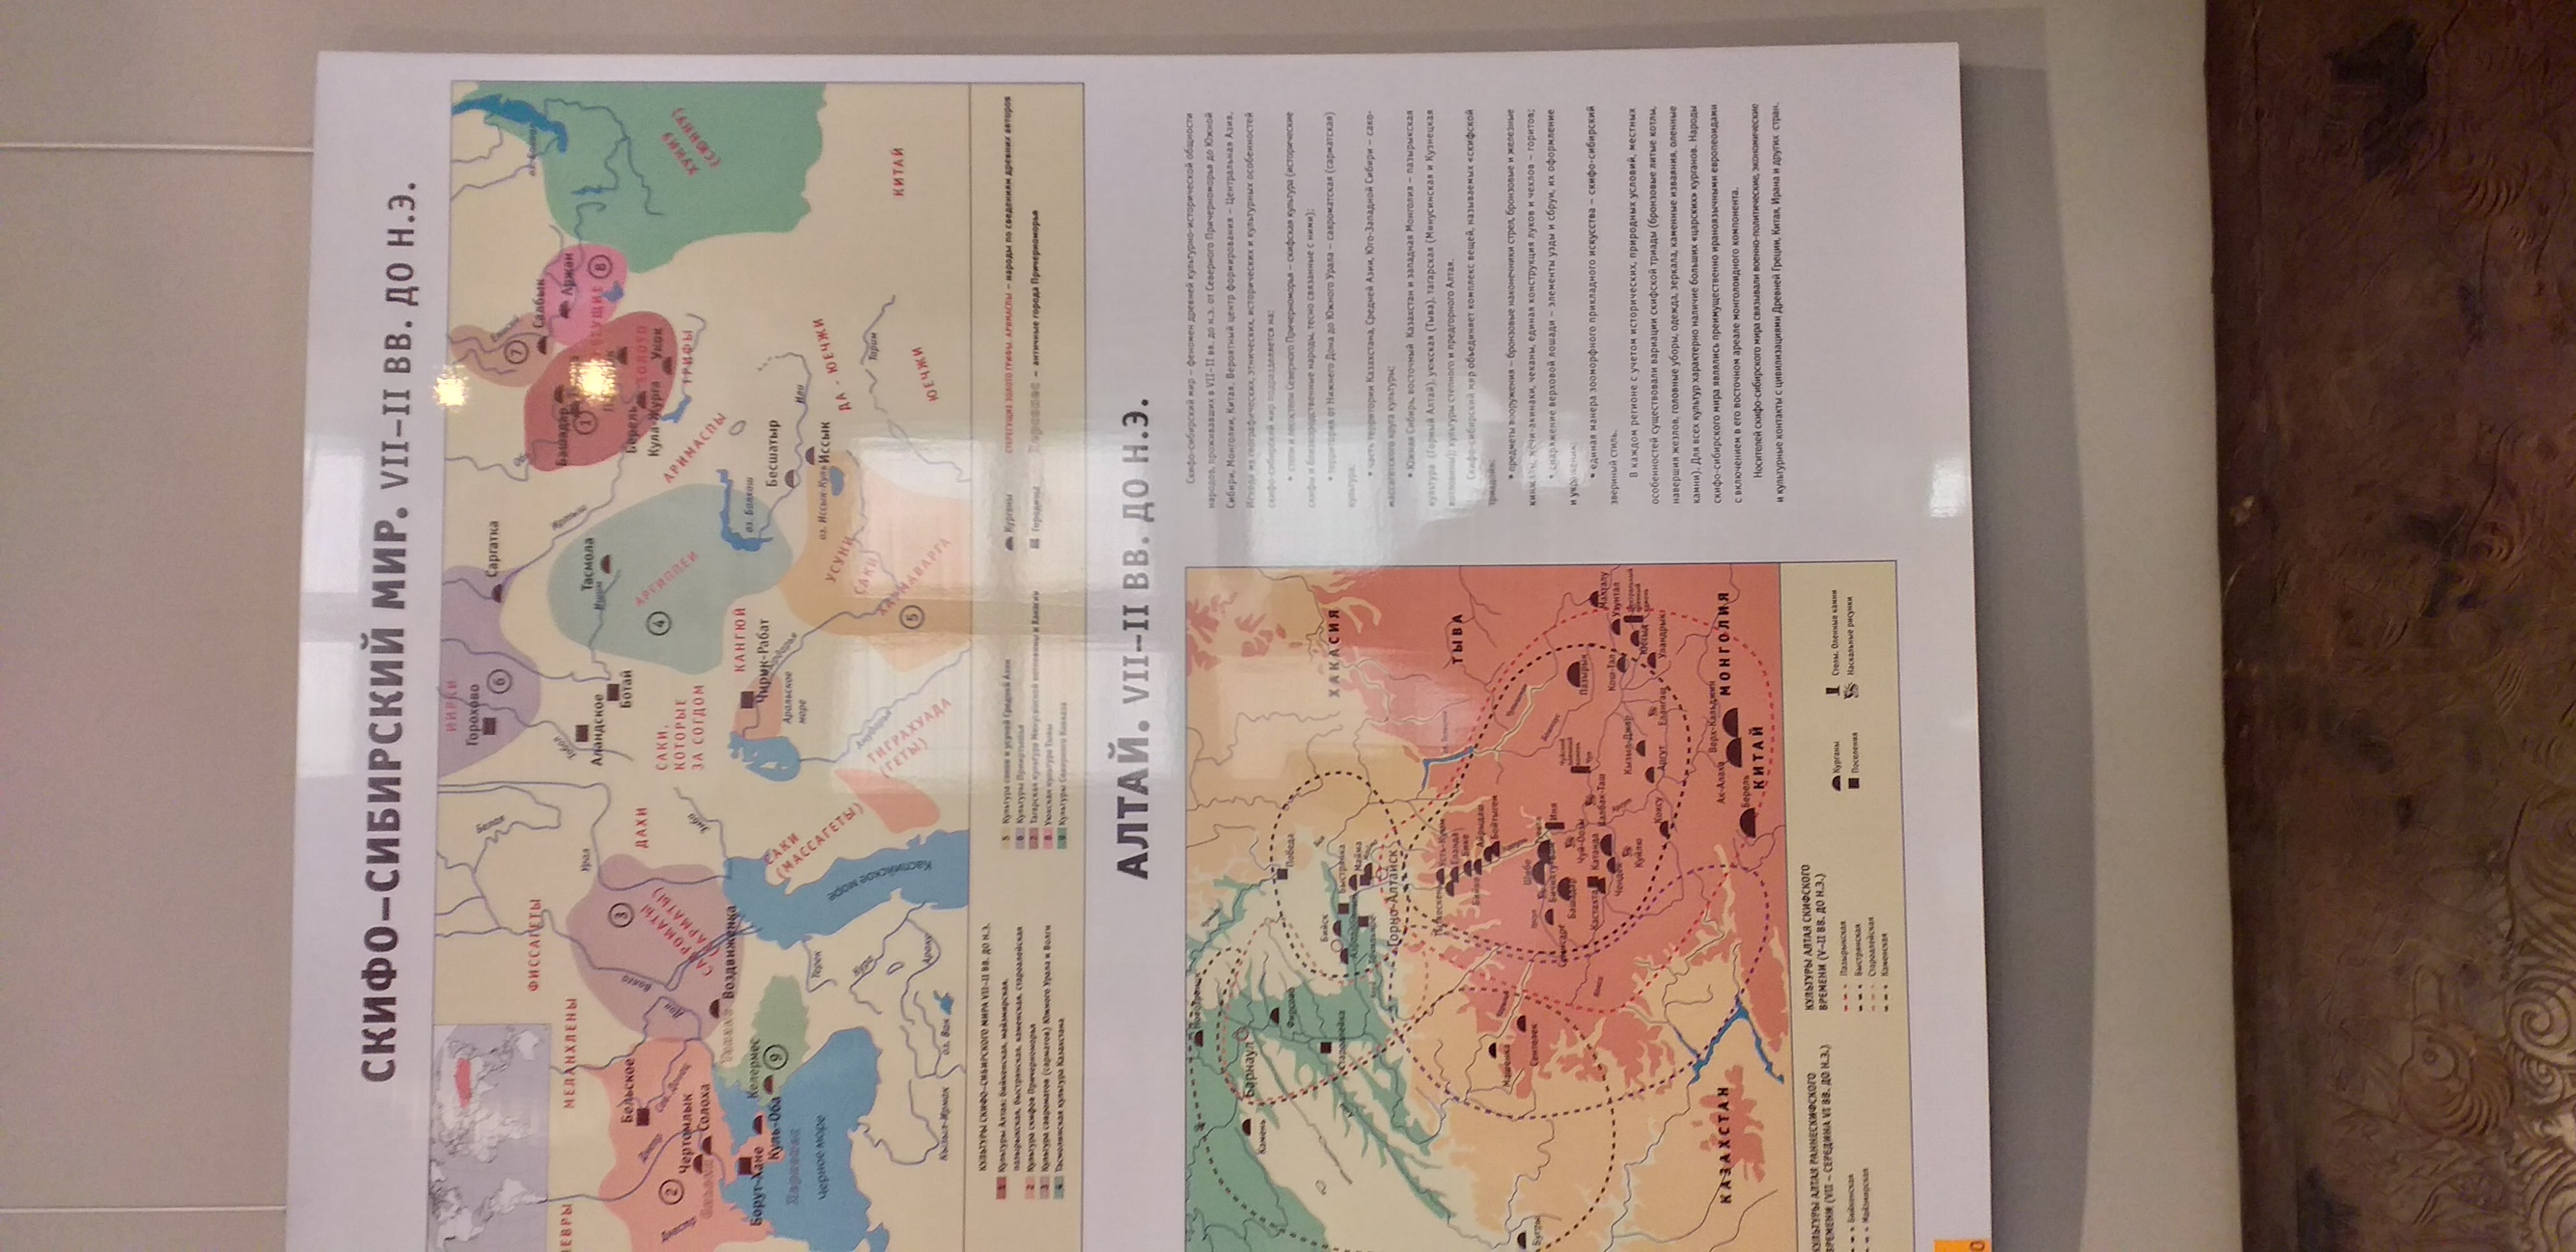 СКИФО–СИБИРСКИЙ МИР. VII–II ВВ. ДО Н.Э.
ИИРКИ
Горохово
6
Саргатка
7
Салбык
оз. Байкал
ФИССАГЕТЫ
Белая
МЕЛАНХЛЕНЫ
Башадар
1
Аржан
8
Тобол
Урал
Аландское
Ботай
Тасмола
Ишим
Бельское
3
ДАХИ
Волга
Дон
2
Чертомлык
Солоха
САВРОМАТЫ
(САРМАТЫ)
САКИ,
КОТОРЫЕ
ЗА СОГДОМ
4
АРГИППЕИ
АРИМАСПЫ
Берель
ЗОЛОТО
Кула-Журга
Укок
ГРИФЫ
ХУННУ
(СЮННУ)
Эмба
Воздвиженка
КАНГЮЙ
Чирик-Рабат
оз. Балхош
Борут-Хане
Келермес
Куль-Оба
9
Черное море
Терек
Кура
Аракс
Кызыл-Ирмак
оз. Ван
Каспийское море
САКИ
(МАССАГЕТЫ)
Аральское
море
Амударья
ТИГРАХУАДА
(ГЕТЫ)
Бесшатыр
Или
оз. Иссык-Куль
Иссык
УСУНИ
САКИ
ХАУМАВАРГА
5
ДА - ЮЕЧЖИ
Тарим
ЮЕЧЖИ
КИТАЙ
КУЛЬТУРЫ СКИФО–СИБИРСКОГО МИРА VII–II ВВ. ДО Н.Э.
1 Культуры Алтая: бийкенская, майэмирская,
пазырыкская, быстрянская, каменская, староалейская
2 Культура скифов Причерноморья
3 Культура савроматов (сарматов) Южного Урала и Волги
4 Тасмолинская культура Казахстана
5 Культура саков и усуней Средней Азии
6 Культуры Прииртышья
7 Тагарская культура Минусинской котловины и Хакасии
8 Уюкская культура Тывы
9 Культуры Северного Кавказа
Курганы
Городища
СТЕРЕГУЩИЕ ЗОЛОТО ГРИФЫ, АРИМАСПЫ – народы по сведениям древних авторов
– античные города Причерноморья
АЛТАЙ. VII–II ВВ. ДО Н.Э.
Камень
Барнаул
Фирсово
Староалейка
Победа
Бийск
Быстрянка
Майма
Горно-Алтайск
ХАКАСИЯ
ТЫВА
Усть-Куюм
Еланда
Бике
Айрыдаш
Бойтыгем
Машенка
Сентелек
Бугры
Шибе
Иня
Башадар
Чуй-Оозы
Кастахта
Катанда
Калбак-Таш
Куйлю
Кызыл-Джар
Коксу
Аргут
Елангаш
Пазырык
Кош-Тал
Юстыд
Уландрык
Узунтал
Ак-Алаха
Верх-Кальджин
Берель
КАЗАХСТАН
МОНГОЛИЯ
КИТАЙ
КУЛЬТУРЫ АЛТАЯ РАННЕСКИФСКОГО
ВРЕМЕНИ (VII – СЕРЕДИНА VI ВВ. ДО Н.Э.)
Бийкенская
Майэмирская
КУЛЬТУРЫ АЛТАЯ СКИФСКОГО
ВРЕМЕНИ (V–II ВВ. ДО Н.Э.)
Пазырыкская
Быстрянская
Староалейская
Каменская
Курганы
Поселения
Стелы. Оленные камни
Наскальные рисунки
Скифо-сибирский мир – феномен древней культурно-исторической общности
народов, проживавших в VII–II вв. до н.э. от Северного Причерноморья до Южной
Сибири, Монголии, Китая. Вероятный центр формирования – Центральная Азия.
Исходя из географических, этнических, исторических и культурных особенностей
скифо-сибирский мир подразделяется на:
• степи и лесостепи Северного Причерноморья – скифская культура (исторические
скифы и близкородственные народы, тесно связанные с ними);
• территория от Нижнего Дона до Южного Урала – савроматская (сарматская)
культура;
• часть территории Казахстана, Средней Азии, Юго-Западной Сибири – сако-
массагетского круга культуры;
• Южная Сибирь, восточный Казахстан и западная Монголия – пазырыкская
культура (Горный Алтай), уюкская (Тыва), тагарская (Минусинская и Кузнецкая
котловины); культуры степного и предгорного Алтая.
Скифо-сибирский мир объединяет комплекс вещей, называемых «скифской
триадой»:
• предметы вооружения – бронзовые наконечники стрел, бронзовые и железные
кинжалы, мечи-акинаки, чеканы, единая конструкция луков и чехлов – горитов;
• снаряжение верховой лошади – элементы узды и сбруи, их оформление
и украшения;
• единая манера зооморфного прикладного искусства – скифо-сибирский
звериный стиль.
В каждом регионе с учетом исторических, природных условий, местных
особенностей существовали вариации скифской триады (бронзовые литые котлы,
навершия жезлов, головные уборы, одежда, зеркала, каменные изваяния, оленные
камни). Для всех культур характерно наличие больших «царских» курганов. Народы
скифо-сибирского мира являлись преимущественно ираноязычными европеоидами
с включением в его восточном ареале монголоидного компонента.
Носителей скифо-сибирского мира связывали военно-политические, экономические
и культурные контакты с цивилизациями Древней Греции, Китая, Ирана и других стран.